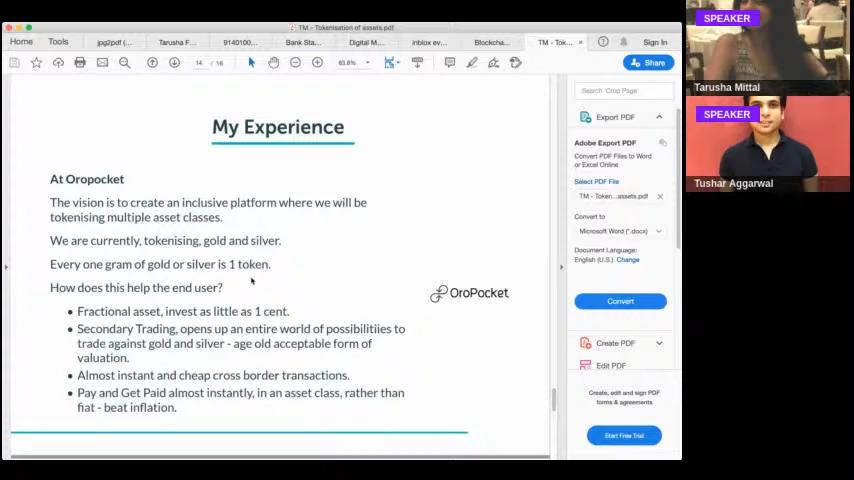 TM - Tokenisation of assets.pdf
Home Tools jpg2pdf (... Tarusha F... 9140100... Bank Sta... Digital M... inbox ev... Blockcha... TM - Tok... × Sign In
14 / 16 63.8% Share
My Experience
At Oropocket
The vision is to create an inclusive platform where we will be
tokenising multiple asset classes.
We are currently, tokenising, gold and silver.
Every one gram of gold or silver is 1 token.
How does this help the end user?
• Fractional asset, invest as little as 1 cent.
• Secondary Trading, opens up an entire world of possibilitiies to
trade against gold and silver - age old acceptable form of
valuation.
• Almost instant and cheap cross border transactions.
• Pay and Get Paid almost instantly, in an asset class, rather than
fiat - beat inflation.
OroPocket
Search 'Crop Page'
Export PDF
Adobe Export PDF
Convert PDF Files to Word
or Excel Online
Select PDF File
TM - Token...assets.pdf ×
Convert to
Microsoft Word (*.docx)
Document Language:
English (U.S.) Change
Convert
Create PDF
Edit PDF
Create, edit and sign PDF
forms & agreements
Start Free Trial
SPEAKER
Tarusha Mittal
SPEAKER
Tushar Aggarwal